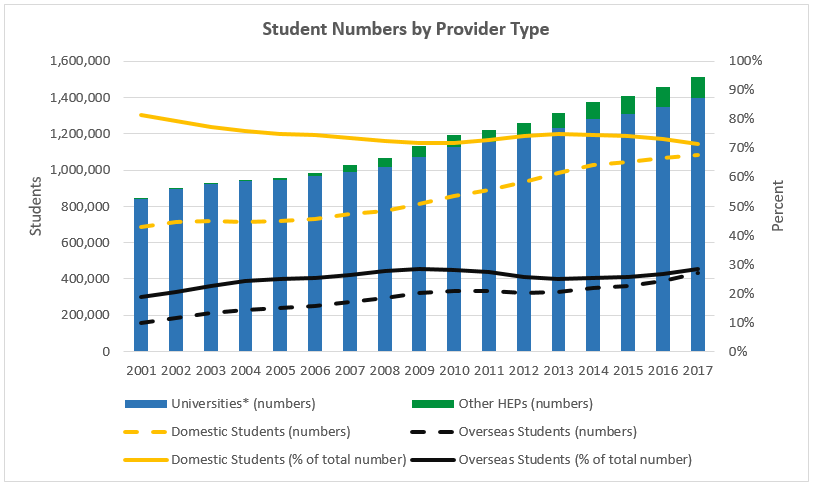 Student Numbers by Provider Type
1,600,000
1,400,000
1,200,000
1,000,000
800,000
600,000
400,000
200,000
0
Students
100%
90%
80%
70%
60%
50%
40%
30%
20%
10%
0%
Percent
2001 2002 2003 2004 2005 2006 2007 2008 2009 2010 2011 2012 2013 2014 2015 2016 2017
Universities* (numbers) Other HEPs (numbers)
Domestic Students (numbers) Overseas Students (numbers)
Domestic Students (% of total number) Overseas Students (% of total number)